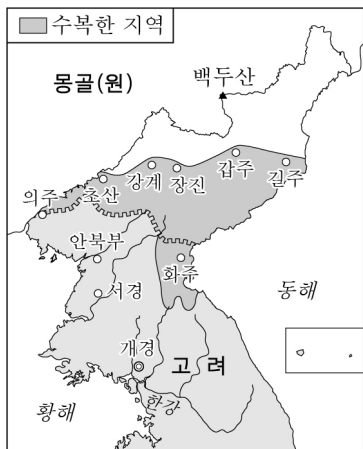 수복한 지역
몽골(원)
백두산
강계
장진
갑주
길주
초산
의주
안북부
화주
서경
동해
개경
고 려
황해
한강